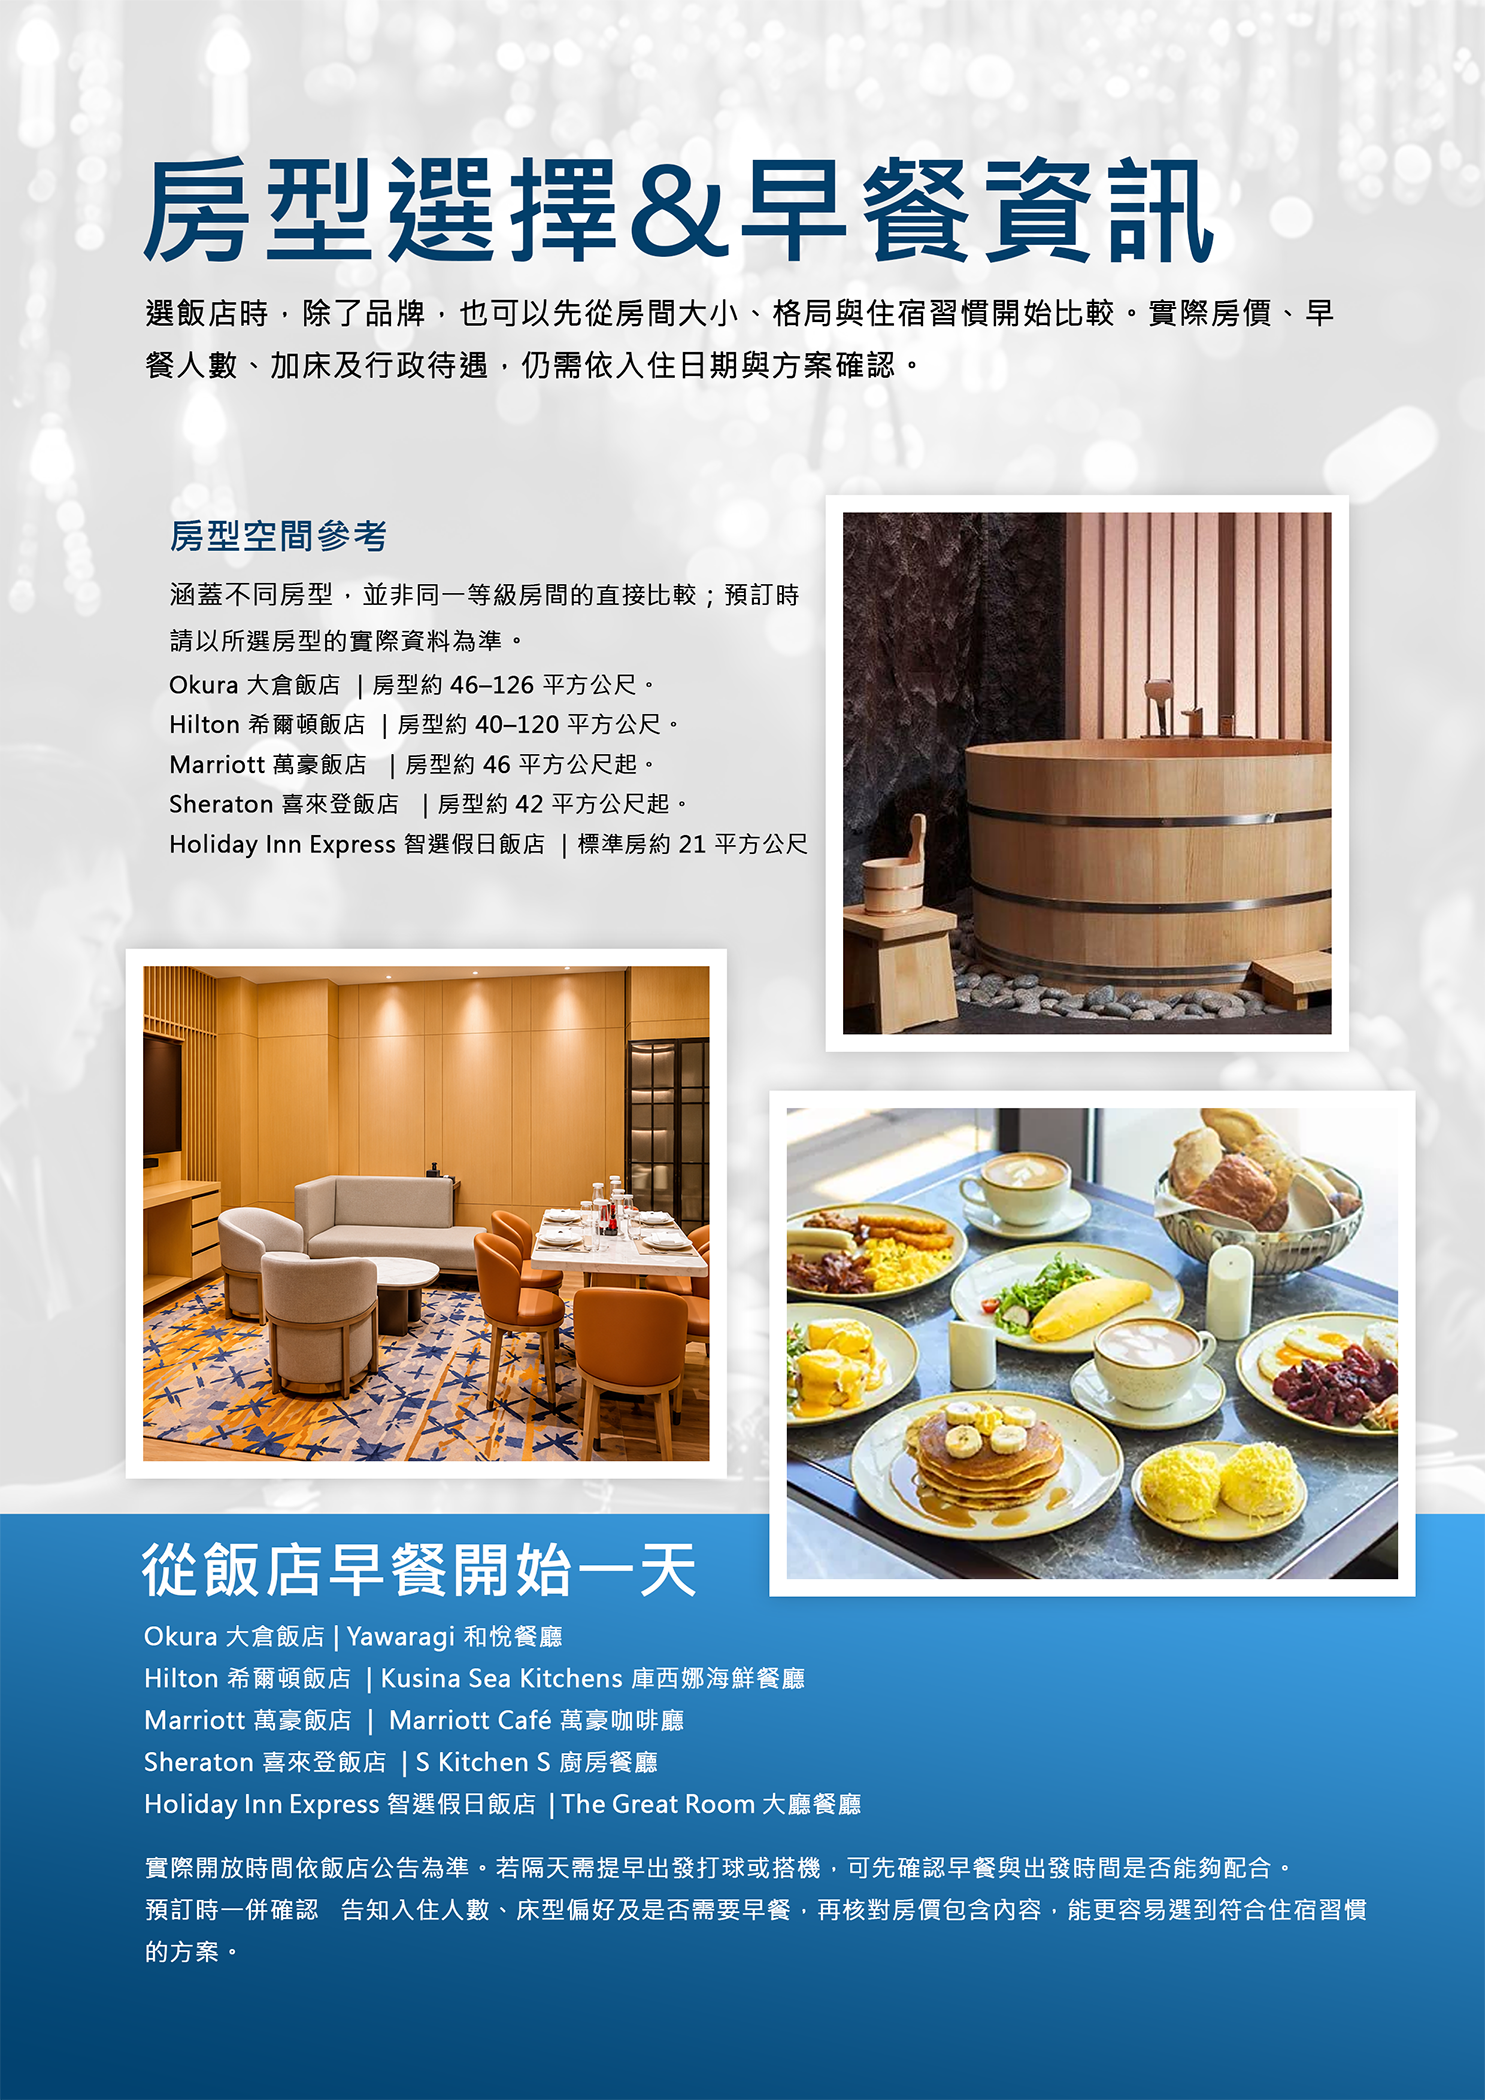 房型選擇&早餐資訊
選飯店時，除了品牌，也可以先從房間大小、格局與住宿習慣開始比較。實際房價、早
餐人數、加床及行政待遇，仍需依入住日期與方案確認。
房型空間參考
涵蓋不同房型，並非同一等級房間的直接比較；預訂時
請以所選房型的實際資料為準。
Okura 大倉飯店 | 房型約 46–126 平方公尺。
Hilton 希爾頓飯店 | 房型約 40–120 平方公尺。
Marriott 萬豪飯店 | 房型約 46 平方公尺起。
Sheraton 喜來登飯店 | 房型約 42 平方公尺起。
Holiday Inn Express 智選假日飯店 | 標準房約 21 平方公尺
從飯店早餐開始一天
Okura 大倉飯店 | Yawaragi 和悅餐廳
Hilton 希爾頓飯店 | Kusina Sea Kitchens 庫西娜海鮮餐廳
Marriott 萬豪飯店 | Marriott Café 萬豪咖啡廳
Sheraton 喜來登飯店 | S Kitchen S 廚房餐廳
Holiday Inn Express 智選假日飯店 | The Great Room 大廳餐廳
實際開放時間依飯店公告為準。若隔天需提早出發打球或搭機，可先確認早餐與出發時間是否能夠配合。
預訂時一併確認 告知入住人數、床型偏好及是否需要早餐，再核對房價包含內容，能更容易選到符合住宿習慣
的方案。